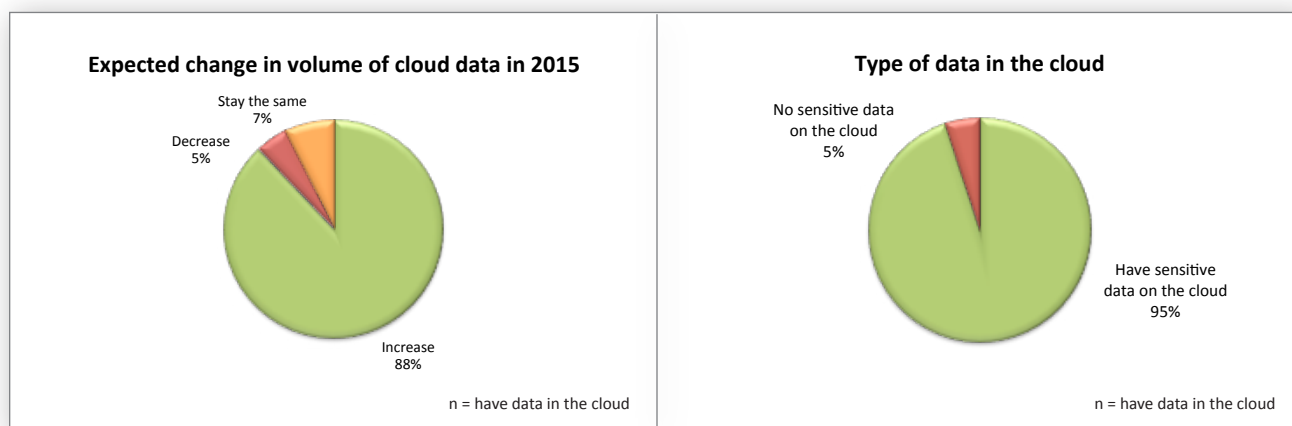 Expected change in volume of cloud data in 2015
Stay the same
7%
Decrease
5%
Increase
88%
n = have data in the cloud
Type of data in the cloud
No sensitive data
on the cloud
5%
Have sensitive
data on the cloud
95%
n = have data in the cloud